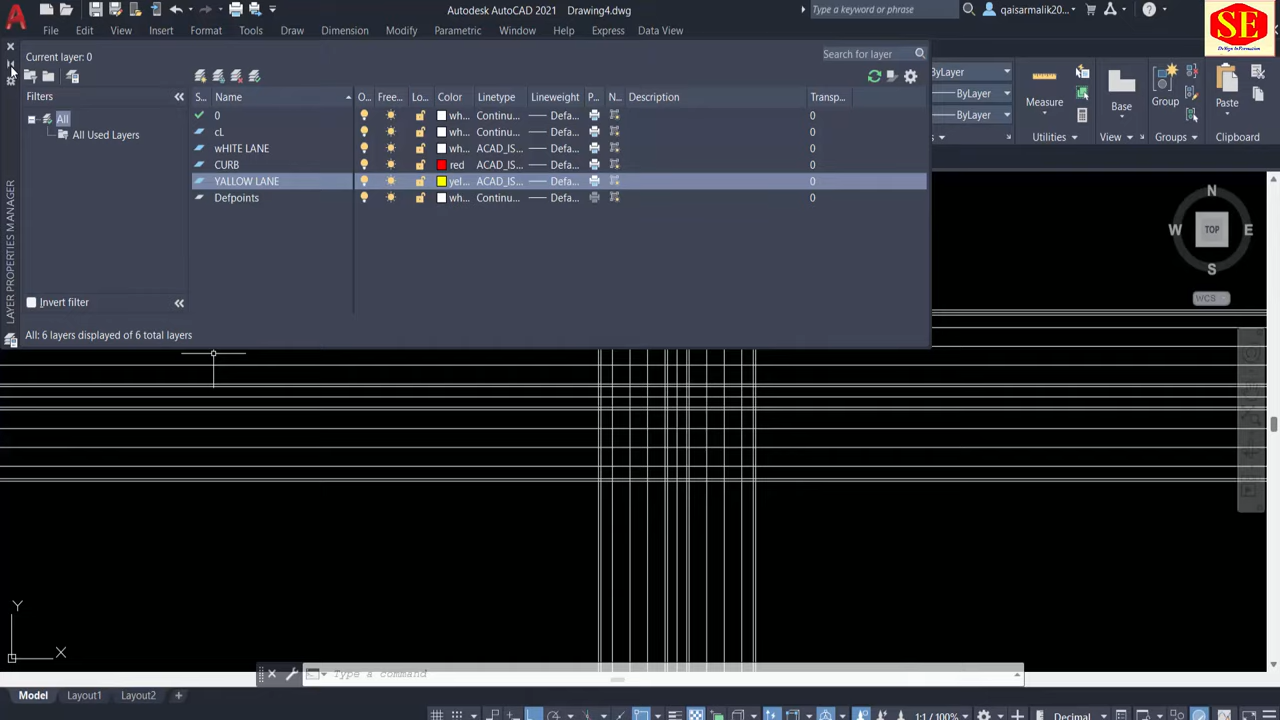 Autodesk AutoCAD 2021 Drawing4.dwg
Type a keyword or phrase
qaisarmalik20...
SE
DeSign InFormation
File Edit View Insert Format Tools Draw Dimension Modify Parametric Window Help Express Data View
Current layer: 0
Search for layer
Filters
S... Name O... Free... Lo... Color Linetype Lineweight P... N... Description Transp...
All
All Used Layers
0 wh... Continu... Defa... 0
cL wh... Continu... Defa... 0
wHITE LANE wh... ACAD_IS... Defa... 0
CURB red ACAD_IS... Defa... 0
YALLOW LANE yel... ACAD_IS... Defa... 0
Defpoints wh... Continu... Defa... 0
Invert filter
All: 6 layers displayed of 6 total layers
LAYER PROPERTIES MANAGER
ByLayer
ByLayer
ByLayer
Measure
Base
Group
Paste
Utilities
View
Groups
Clipboard
N
W TOP E
S
WCS
Y
X
Type a command
Model Layout1 Layout2 +
1:1 / 100%
Decimal